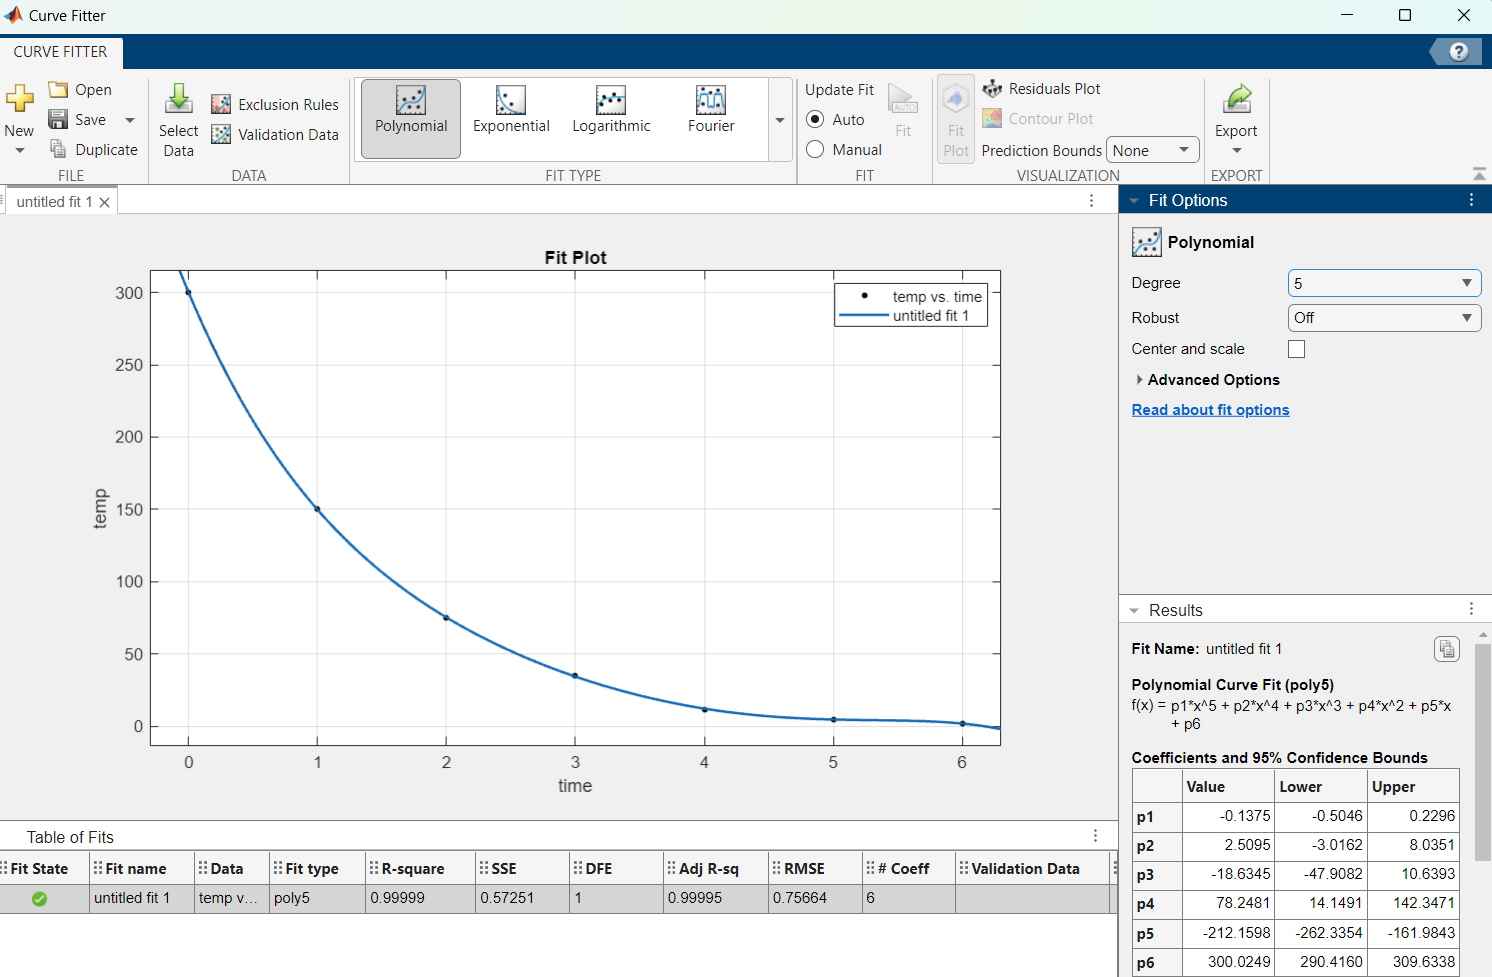 Curve Fitter
CURVE FITTER
New
Open
Save
Duplicate
FILE
Select
Data
Exclusion Rules
Validation Data
DATA
Polynomial
Exponential
Logarithmic
Fourier
FIT TYPE
Update Fit
Auto
Manual
AUTO
Fit
FIT
Fit
Plot
Residuals Plot
Contour Plot
Prediction Bounds None
VISUALIZATION
Export
EXPORT
untitled fit 1
Fit Plot
temp vs. time
untitled fit 1
300
250
200
150
100
50
0
temp
0 1 2 3 4 5 6
time
Table of Fits
Fit State Fit name Data Fit type R-square SSE DFE Adj R-sq RMSE # Coeff Validation Data
untitled fit 1 temp v... poly5 0.99999 0.57251 1 0.99995 0.75664 6
Fit Options
Polynomial
Degree 5
Robust Off
Center and scale
Advanced Options
Read about fit options
Results
Fit Name: untitled fit 1
Polynomial Curve Fit (poly5)
f(x) = p1*x^5 + p2*x^4 + p3*x^3 + p4*x^2 + p5*x
+ p6
Coefficients and 95% Confidence Bounds
Value Lower Upper
p1 -0.1375 -0.5046 0.2296
p2 2.5095 -3.0162 8.0351
p3 -18.6345 -47.9082 10.6393
p4 78.2481 14.1491 142.3471
p5 -212.1598 -262.3354 -161.9843
p6 300.0249 290.4160 309.6338